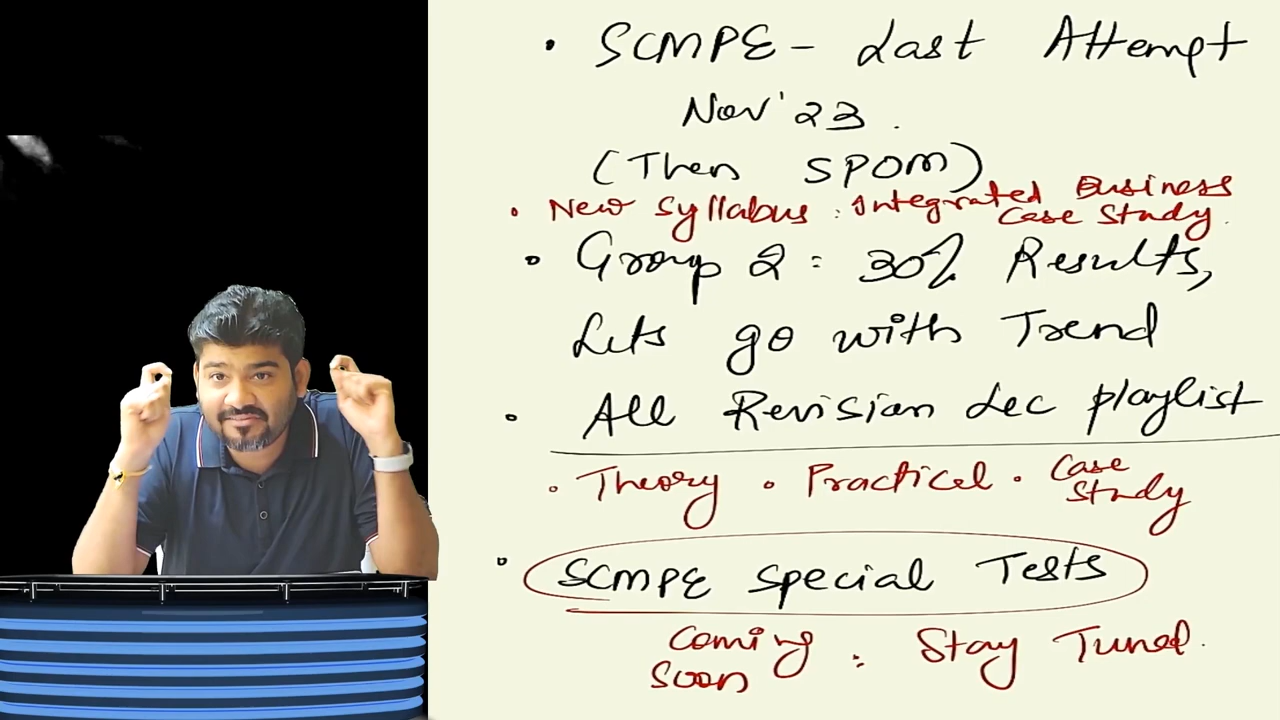 • SCMPE - Last Attempt
Nov'23.
(Then SPOM)
• New Syllabus : Integrated Business Case Study.
• Group 2 : 30% Results,
Lets go with Trend
• All Revision Lec playlist
• Theory • Practical • Case Study
• SCMPE Special Tests
Coming Soon : Stay Tuned.